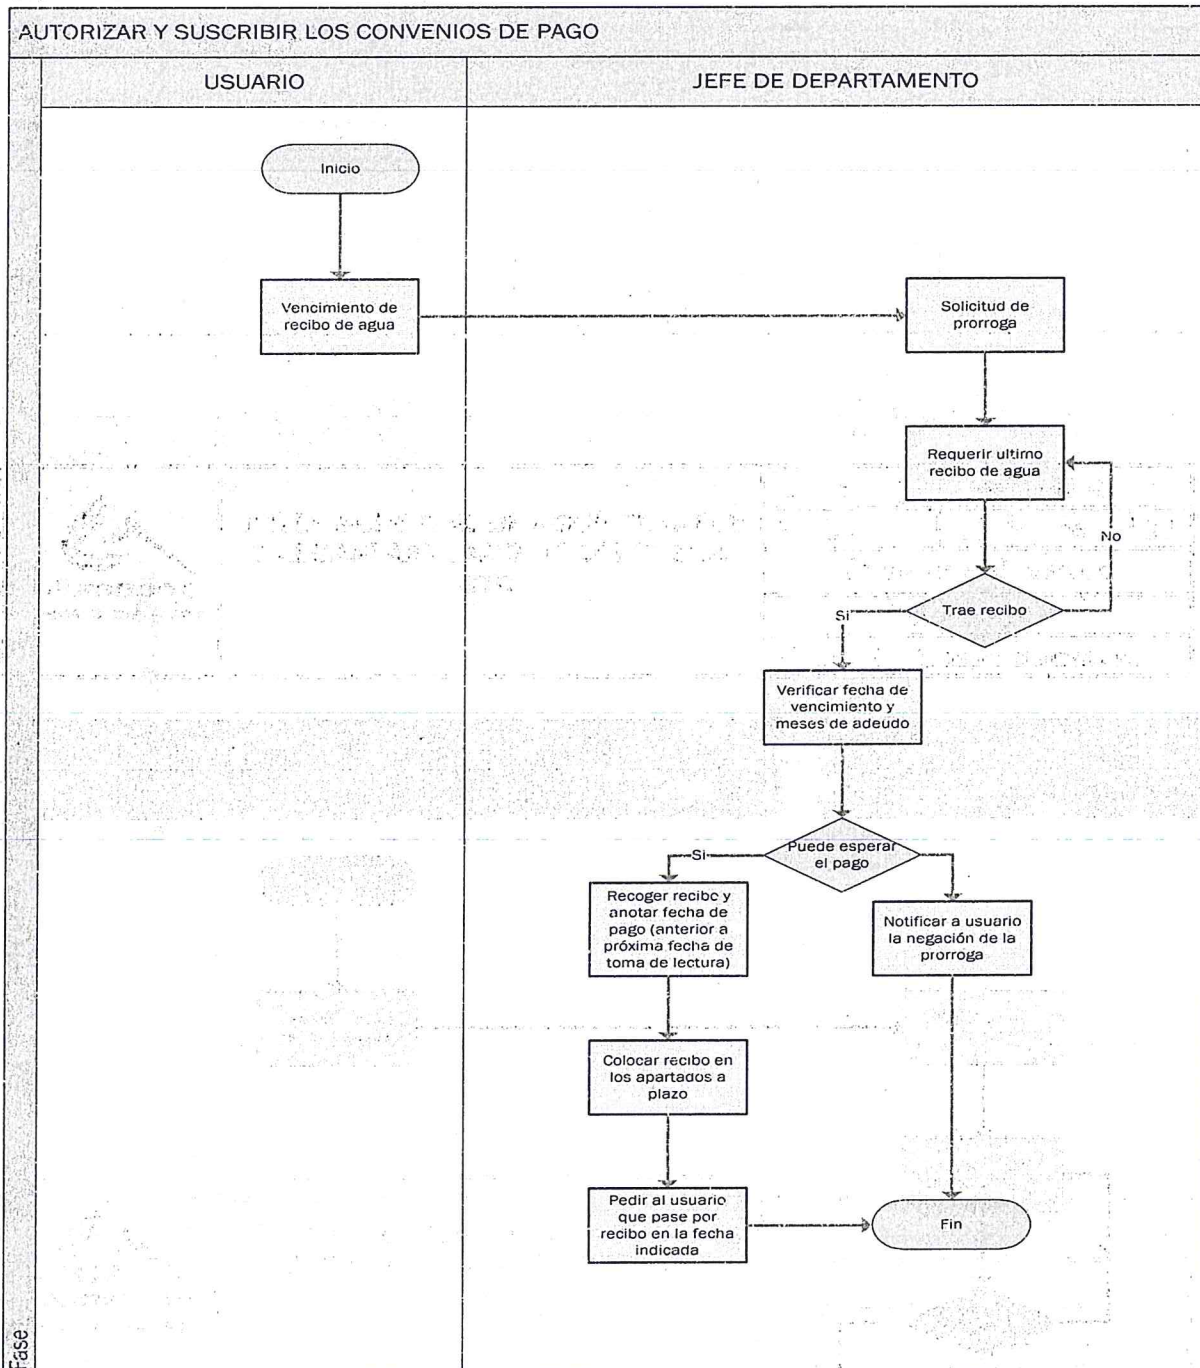 AUTORIZAR Y SUSCRIBIR LOS CONVENIOS DE PAGO
USUARIO
JEFE DE DEPARTAMENTO
Inicio
Vencimiento de
recibo de agua
Solicitud de
prorroga
Requerir ultimo
recibo de agua
No
Trae recibo
Si
Verificar fecha de
vencimiento y
meses de adeudo
Puede esperar
el pago
Si
Recoger recibo y
anotar fecha de
pago (anterior a
próxima fecha de
toma de lectura)
Notificar a usuario
la negación de la
prorroga
Colocar recibo en
los apartados a
plazo
Pedir al usuario
que pase por
recibo en la fecha
indicada
Fin
Fase